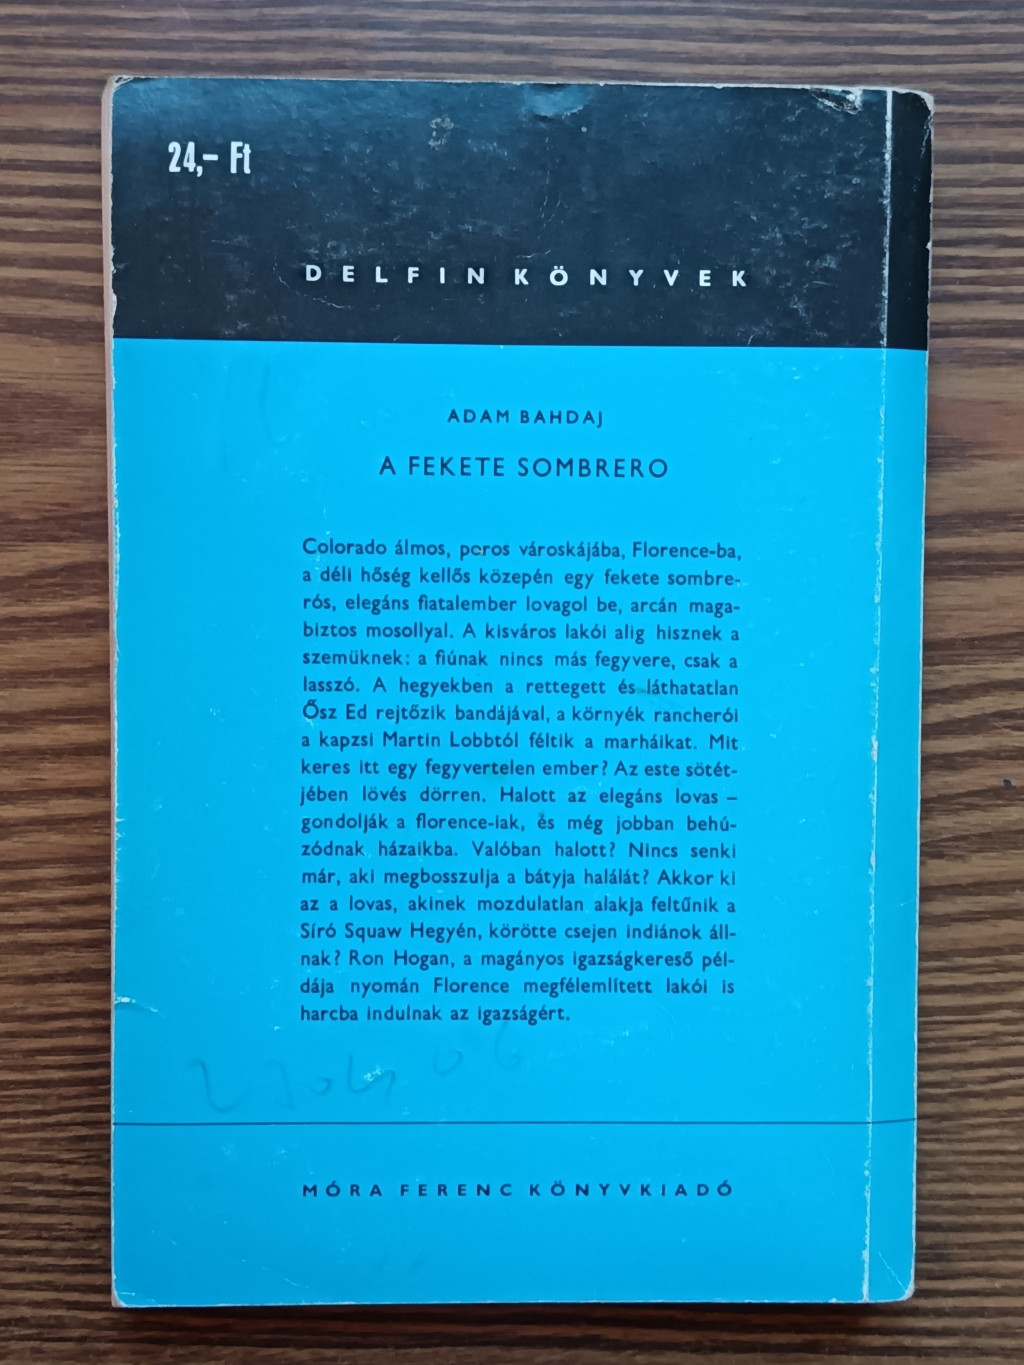 24,– Ft
DELFIN KÖNYVEK
ADAM BAHDAJ
A FEKETE SOMBRERO
Colorado álmos, poros városkájába, Florence-ba,
a déli hőség kellős közepén egy fekete sombre-
rós, elegáns fiatalember lovagol be, arcán maga-
biztos mosollyal. A kisváros lakói alig hisznek a
szemüknek: a fiúnak nincs más fegyvere, csak a
lasszó. A hegyekben a rettegett és láthatatlan
Ősz Ed rejtőzik bandájával, a környék rancherói
a kapzsi Martin Lobbtól féltik a marháikat. Mit
keres itt egy fegyvertelen ember? Az este sötét-
jében lövés dörren. Halott az elegáns lovas –
gondolják a florence-iak, és még jobban behú-
zódnak házaikba. Valóban halott? Nincs senki
már, aki megbosszulja a bátyja halálát? Akkor ki
az a lovas, akinek mozdulatlan alakja feltűnik a
Síró Squaw Hegyén, körötte csejen indiánok áll-
nak? Ron Hogan, a magányos igazságkereső pél-
dája nyomán Florence megfélemlített lakói is
harcba indulnak az igazságért.
MÓRA FERENC KÖNYVKIADÓ